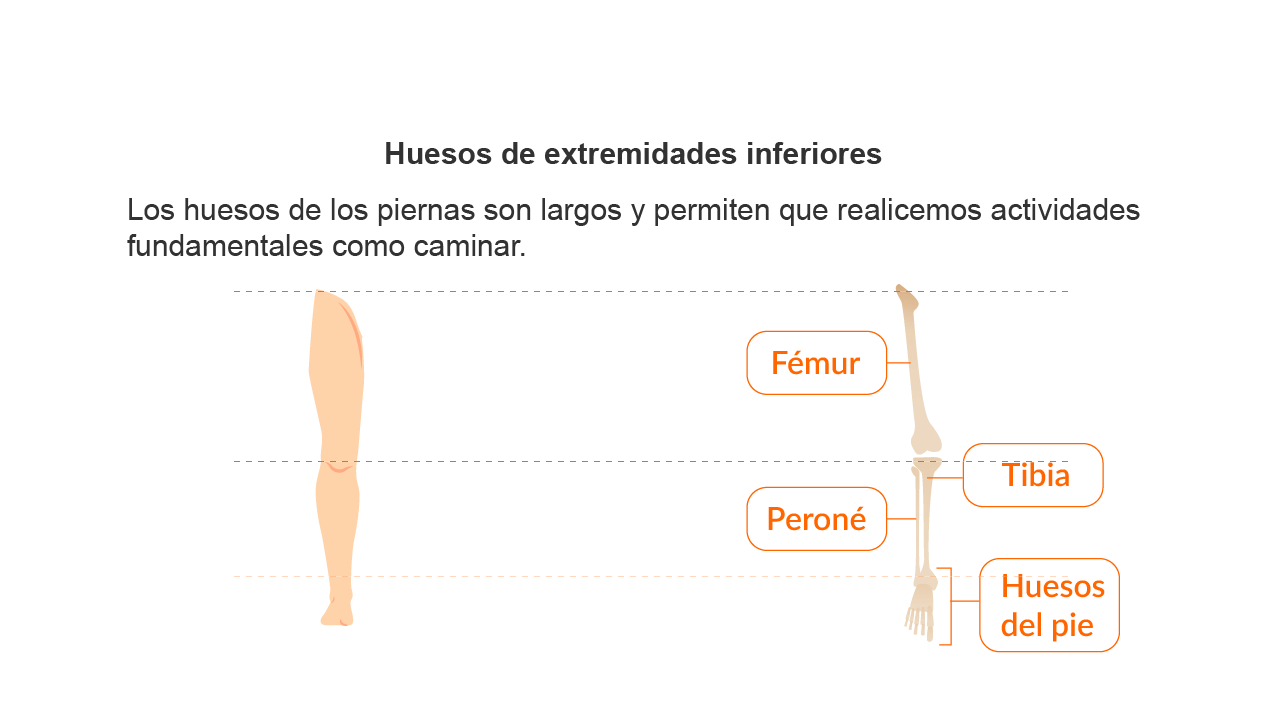 Huesos de extremidades inferiores
Los huesos de los piernas son largos y permiten que realicemos actividades
fundamentales como caminar.
Fémur
Tibia
Peroné
Huesos
del pie